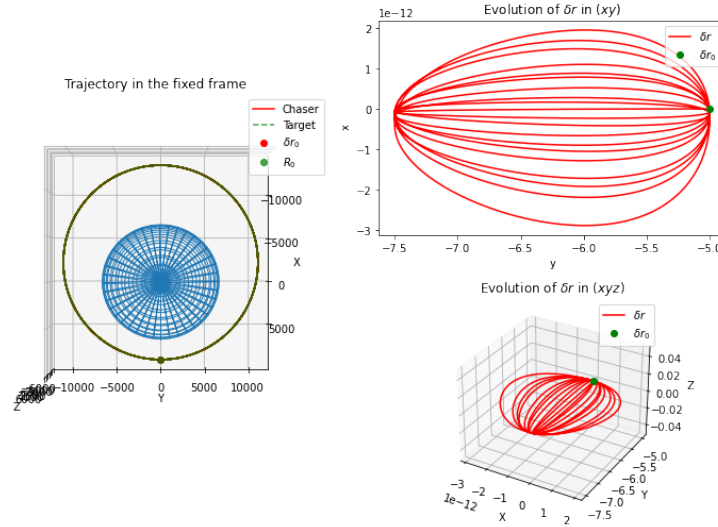 Trajectory in the fixed frame
Chaser
Target
δr₀
R₀
-10000
-5000
0
5000
X
-10000
-5000
0
5000
10000
Y
Z
Evolution of δr in (xy)
1e−12
δr
δr₀
2
1
0
−1
−2
−3
x
−7.5
−7.0
−6.5
−6.0
−5.5
−5.0
y
Evolution of δr in (xyz)
δr
δr₀
0.04
0.02
0.00
−0.02
−0.04
Z
−5.0
−5.5
−6.0
−6.5
−7.0
−7.5
Y
−3
−2
−1
0
1
2
1e−12
X